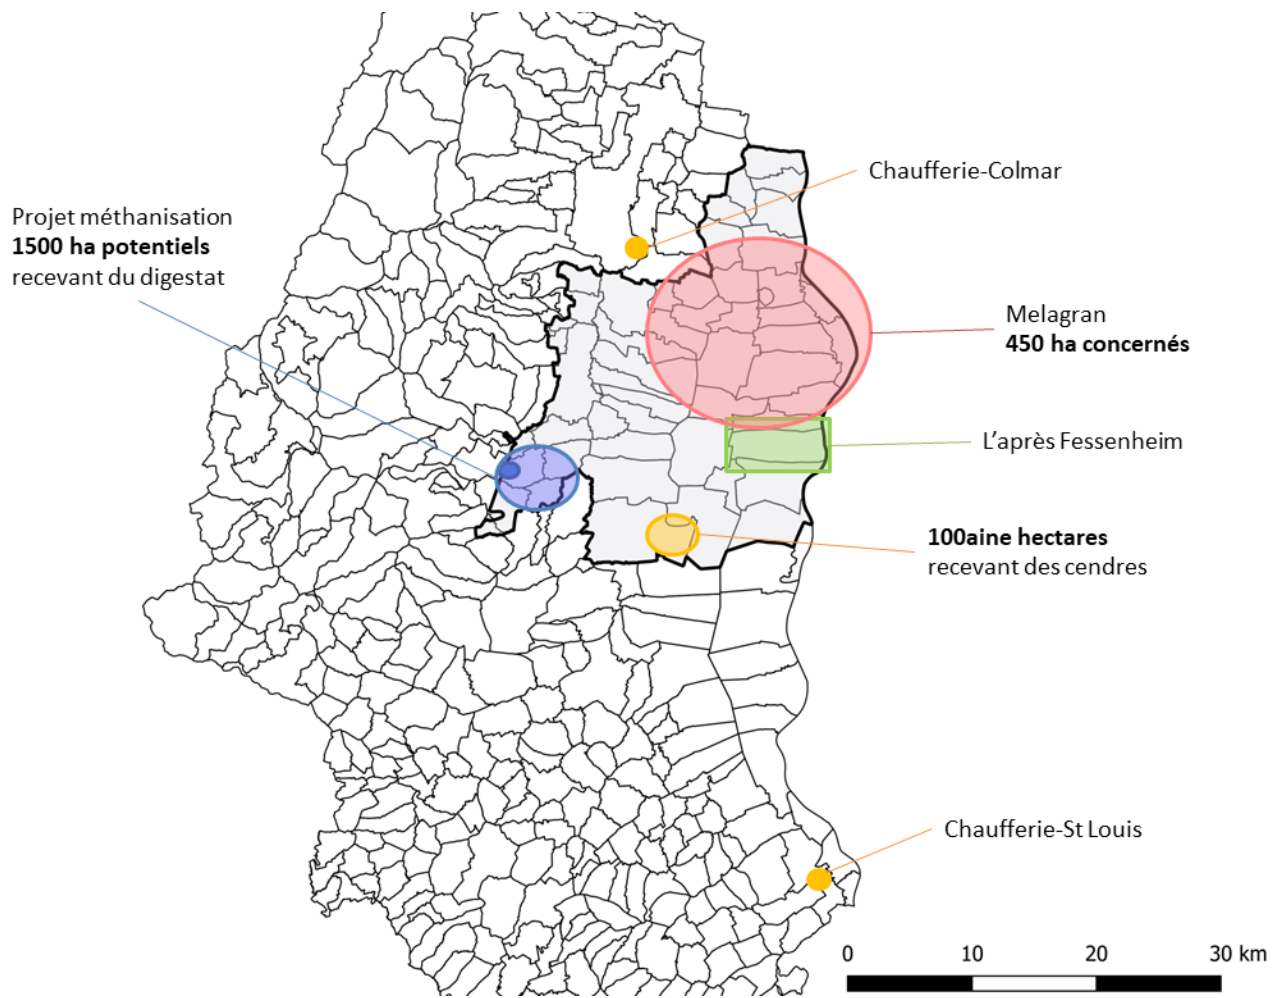 Chaufferie-Colmar
Projet méthanisation
1500 ha potentiels
recevant du digestat
Melagran
450 ha concernés
L'après Fessenheim
100aine hectares
recevant des cendres
Chaufferie-St Louis
0 10 20 30 km